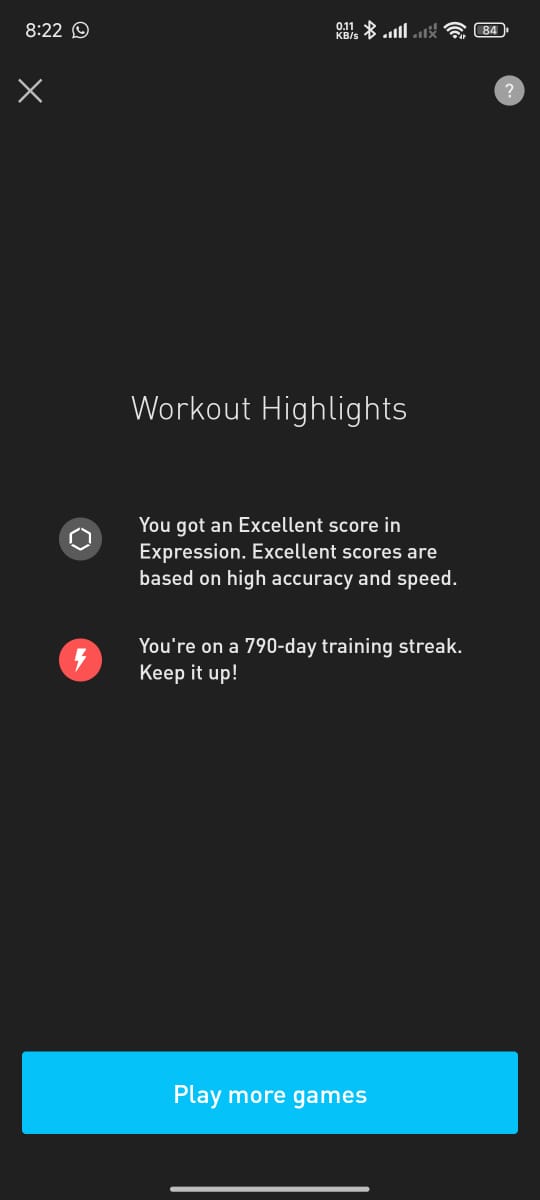 8:22
0.11
KB/s
84
?
Workout Highlights
You got an Excellent score in
Expression. Excellent scores are
based on high accuracy and speed.
You're on a 790-day training streak.
Keep it up!
Play more games